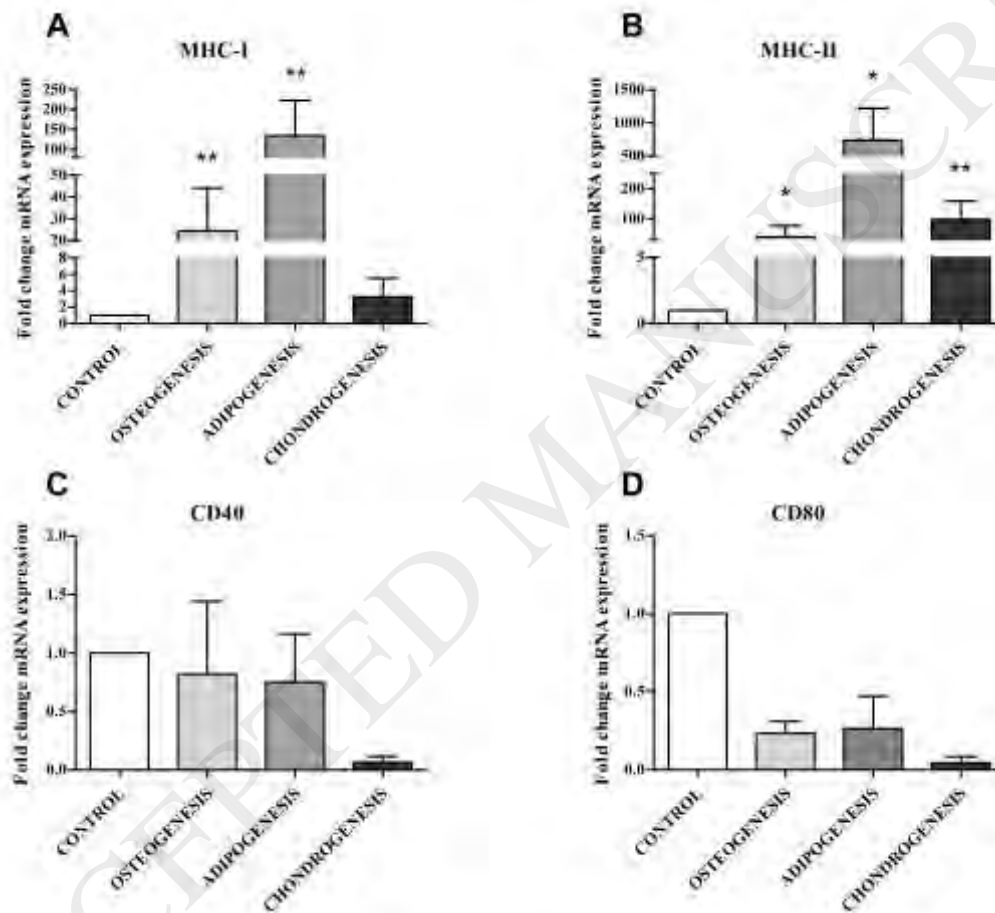 A
MHC-I
Fold change mRNA expression
250
200
150
100
50
40
30
20
8
6
4
2
0
**
**
CONTROL
OSTEOGENESIS
ADIPOGENESIS
CHONDROGENESIS
B
MHC-II
Fold change mRNA expression
1500
1000
500
200
100
5
0
*
*
**
CONTROL
OSTEOGENESIS
ADIPOGENESIS
CHONDROGENESIS
C
CD40
Fold change mRNA expression
2.0
1.5
1.0
0.5
0.0
CONTROL
OSTEOGENESIS
ADIPOGENESIS
CHONDROGENESIS
D
CD80
Fold change mRNA expression
1.5
1.0
0.5
0.0
CONTROL
OSTEOGENESIS
ADIPOGENESIS
CHONDROGENESIS
CEPTED MANUSCR